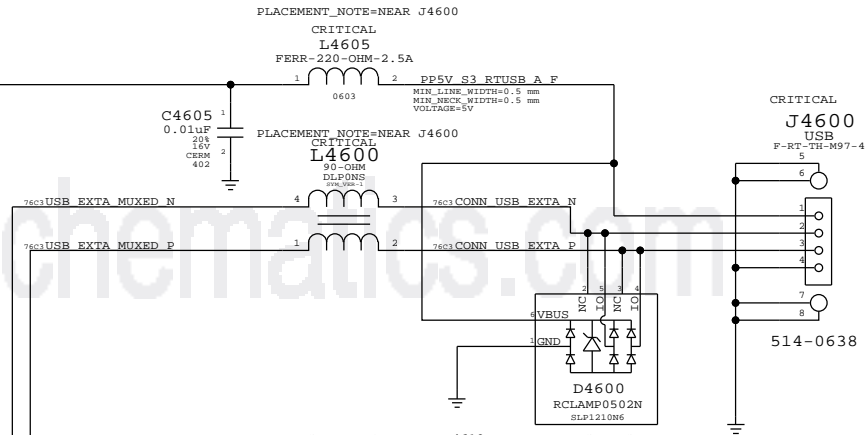 PLACEMENT_NOTE=NEAR J4600
CRITICAL
L4605
FERR-220-OHM-2.5A
1
2
PP5V_S3_RTUSB_A_F
0603
MIN_LINE_WIDTH=0.5 mm
MIN_NECK_WIDTH=0.5 mm
VOLTAGE=5V
C4605
1
0.01uF
20%
16V
CERM
402
2
PLACEMENT_NOTE=NEAR J4600
CRITICAL
L4600
90-OHM
DLP0NS
SYM_VER-1
76C3 USB_EXTA_MUXED_N
4
3
76C3 CONN_USB_EXTA_N
76C3 USB_EXTA_MUXED_P
1
2
76C3 CONN_USB_EXTA_P
CRITICAL
J4600
USB
F-RT-TH-M97-4
5
6
1
2
3
4
7
8
514-0638
2
5
3
4
NC
IO
NC
IO
6
VBUS
1
GND
D4600
RCLAMP0502N
SLP1210N6
chematics.com